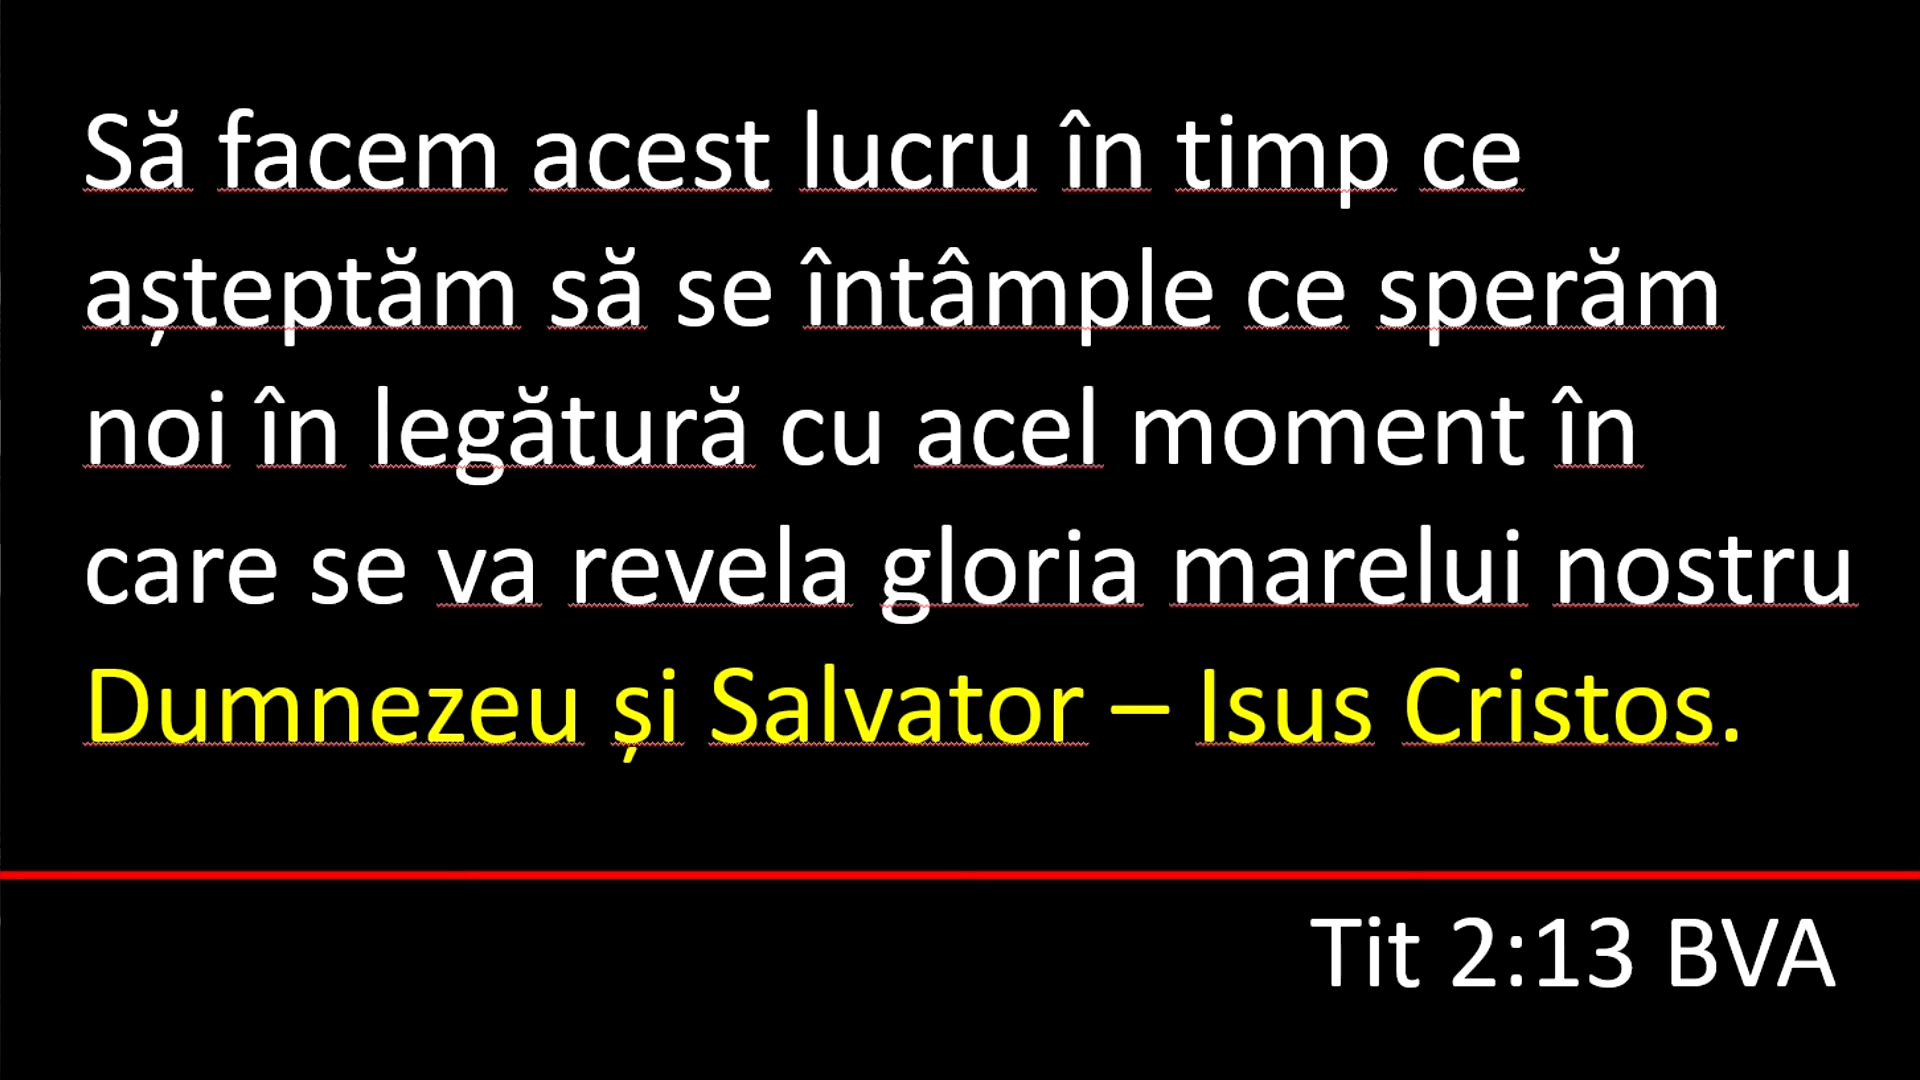 Să facem acest lucru în timp ce
așteptăm să se întâmple ce sperăm
noi în legătură cu acel moment în
care se va revela gloria marelui nostru
Dumnezeu și Salvator – Isus Cristos.
Tit 2:13 BVA